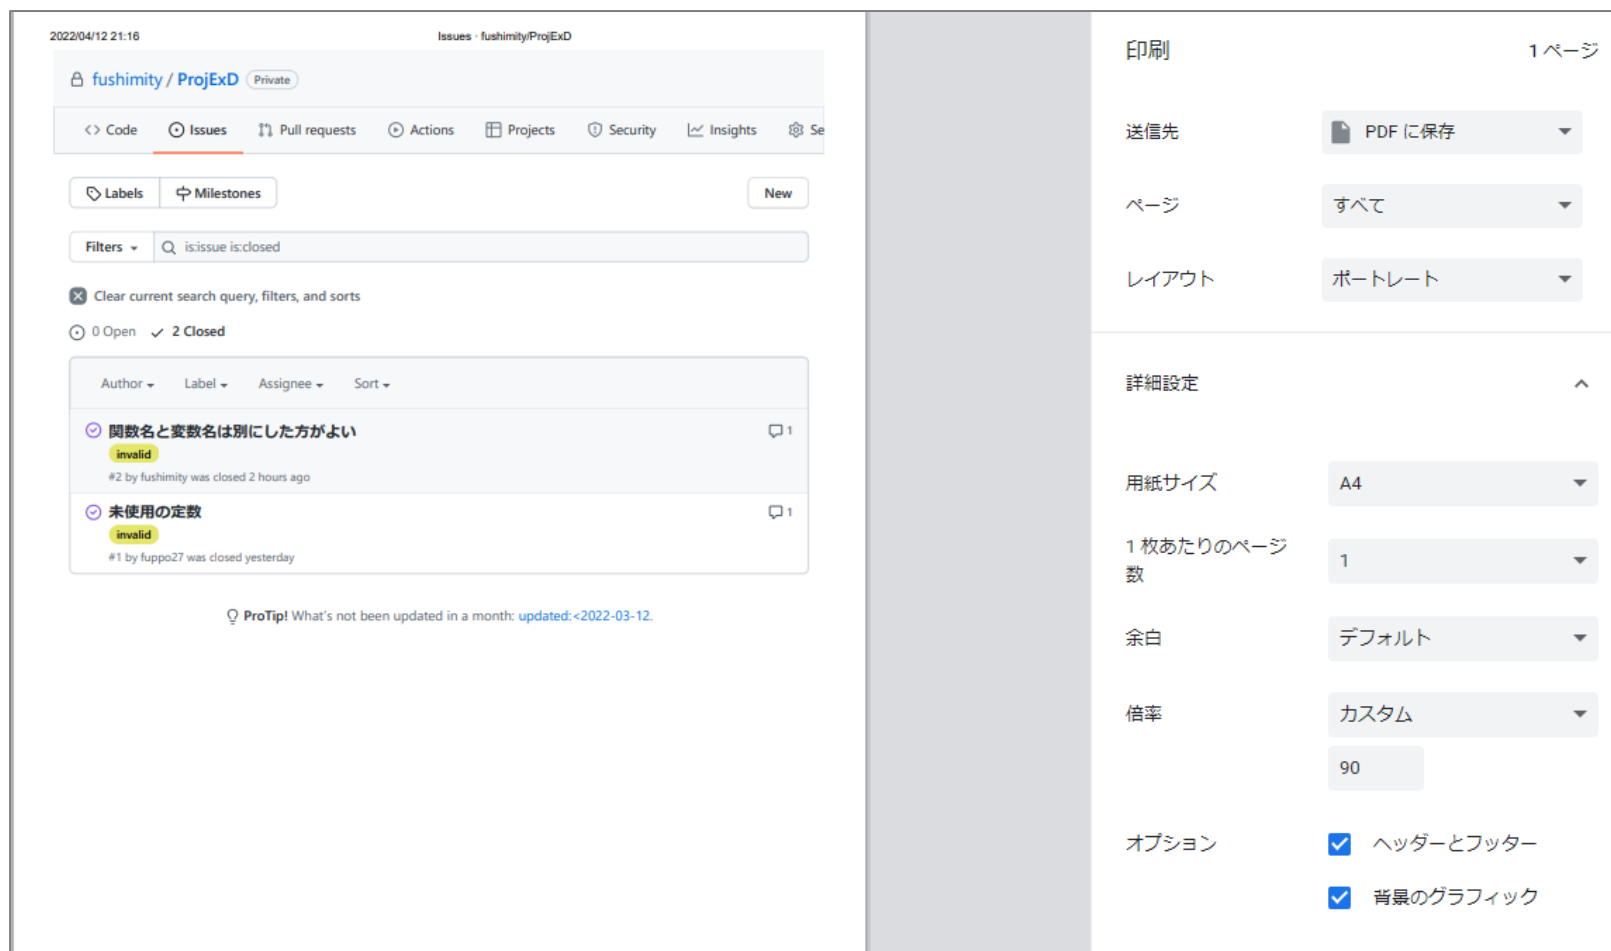 2022/04/12 21:16
Issues · fushimity/ProjExD
fushimity / ProjExD Private
Code Issues Pull requests Actions Projects Security Insights Se
Labels Milestones New
Filters is:issue is:closed
Clear current search query, filters, and sorts
0 Open 2 Closed
Author Label Assignee Sort
関数名と変数名は別にした方がよい 1
invalid
#2 by fushimity was closed 2 hours ago
未使用の定数 1
invalid
#1 by fuppo27 was closed yesterday
ProTip! What's not been updated in a month: updated:<2022-03-12.
印刷 1 ページ
送信先 PDF に保存
ページ すべて
レイアウト ポートレート
詳細設定
用紙サイズ A4
1 枚あたりのページ
数 1
余白 デフォルト
倍率 カスタム
90
オプション ヘッダーとフッター
背景のグラフィック